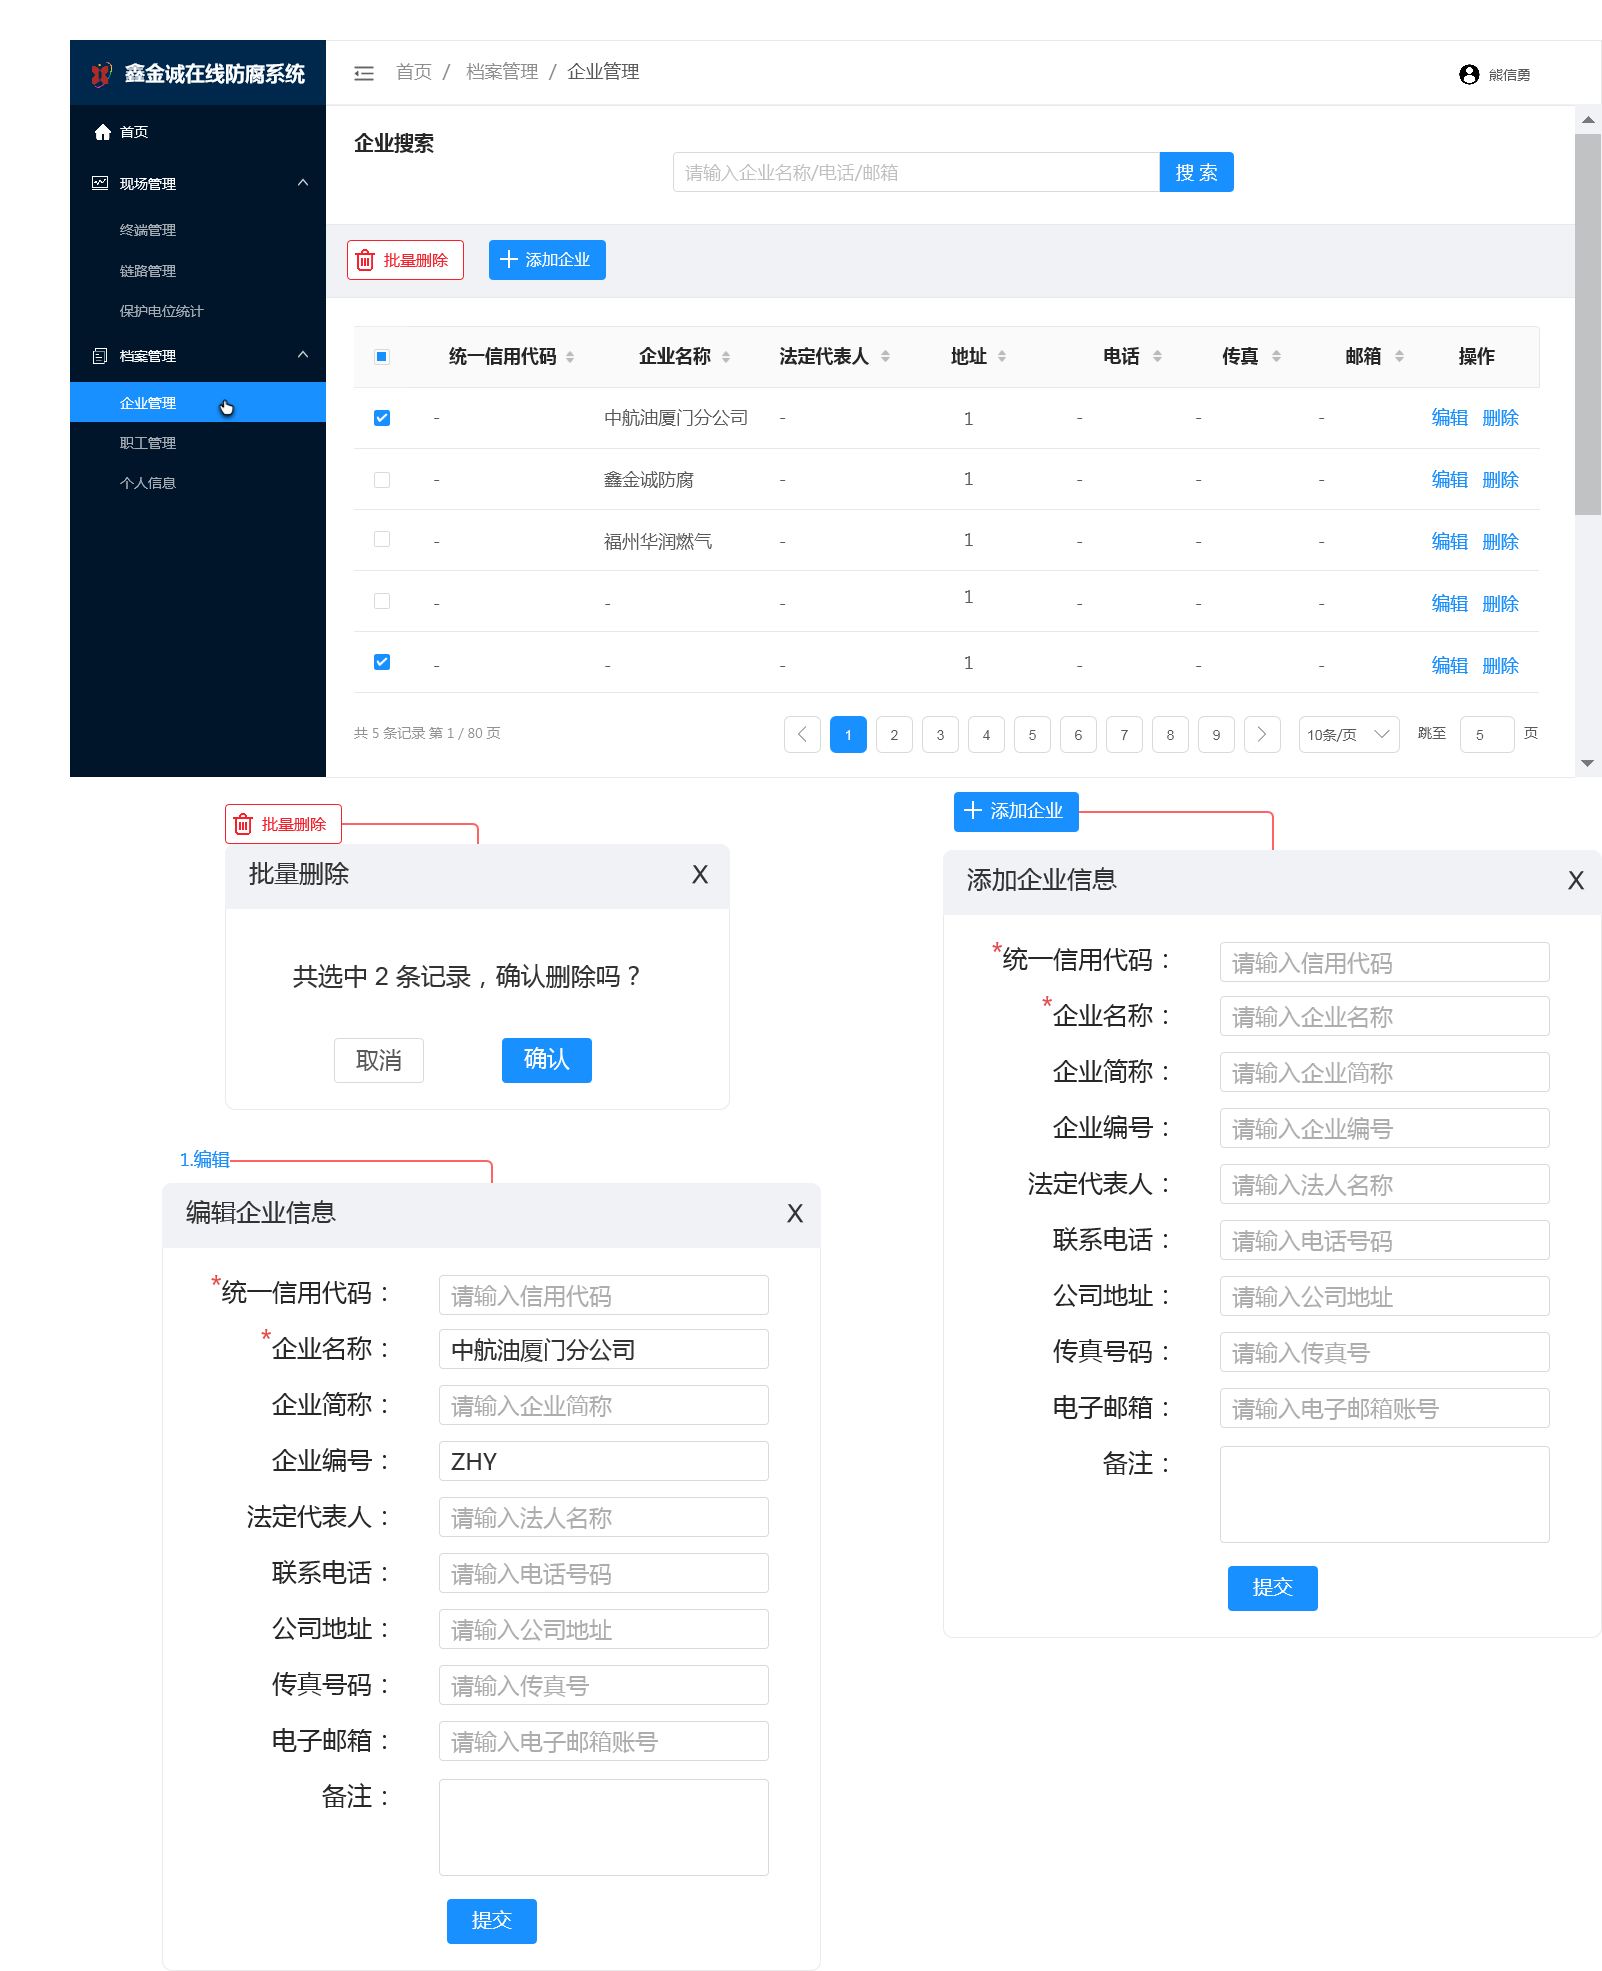 鑫金诚在线防腐系统
首页 / 档案管理 / 企业管理
熊信勇
首页
现场管理
终端管理
链路管理
保护电位统计
档案管理
企业管理
职工管理
个人信息
企业搜索
请输入企业名称/电话/邮箱
搜 索
批量删除
添加企业
统一信用代码 企业名称 法定代表人 地址 电话 传真 邮箱 操作
- 中航油厦门分公司 - 1 - - - 编辑 删除
- 鑫金诚防腐 - 1 - - - 编辑 删除
- 福州华润燃气 - 1 - - - 编辑 删除
- - - 1 - - - 编辑 删除
- - - 1 - - - 编辑 删除
共 5 条记录 第 1 / 80 页
1 2 3 4 5 6 7 8 9 10条/页 跳至 5 页
批量删除
批量删除 X
共选中 2 条记录，确认删除吗？
取消 确认
添加企业
添加企业信息 X
*统一信用代码： 请输入信用代码
*企业名称： 请输入企业名称
企业简称： 请输入企业简称
企业编号： 请输入企业编号
法定代表人： 请输入法人名称
联系电话： 请输入电话号码
公司地址： 请输入公司地址
传真号码： 请输入传真号
电子邮箱： 请输入电子邮箱账号
备注：
提交
1.编辑
编辑企业信息 X
*统一信用代码： 请输入信用代码
*企业名称： 中航油厦门分公司
企业简称： 请输入企业简称
企业编号： ZHY
法定代表人： 请输入法人名称
联系电话： 请输入电话号码
公司地址： 请输入公司地址
传真号码： 请输入传真号
电子邮箱： 请输入电子邮箱账号
备注：
提交